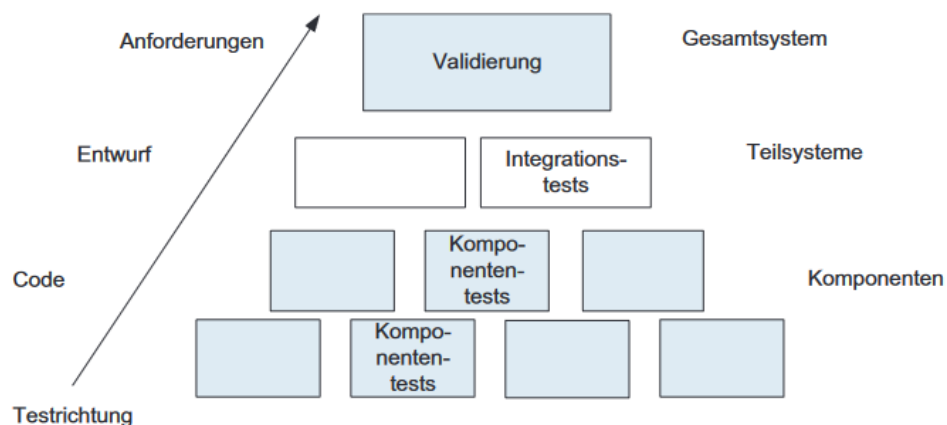 Anforderungen
Validierung
Gesamtsystem
Entwurf
Integrations-
tests
Teilsysteme
Code
Kompo-
nenten-
tests
Komponenten
Kompo-
nenten-
tests
Testrichtung